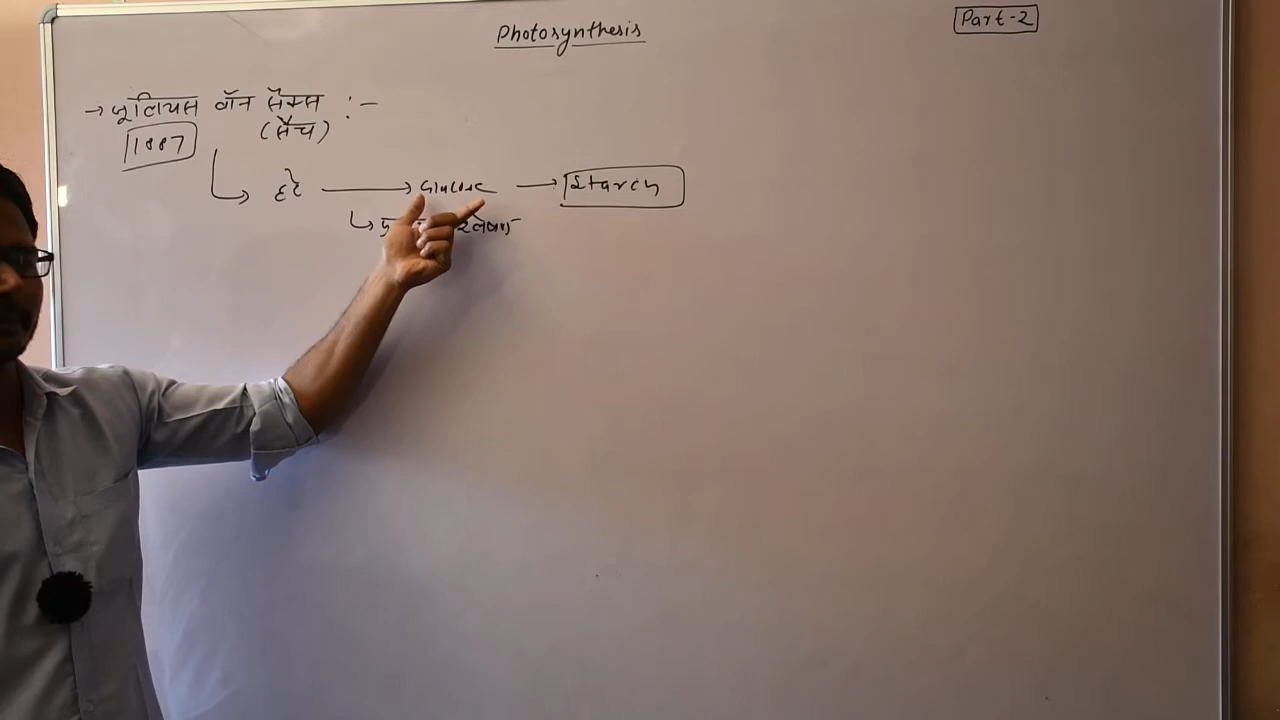 Photosynthesis
Part-2
→ जूलियस वॉन सैक्स :-
(सैच)
1887
↳ हरे → Glucose → Starch
↳